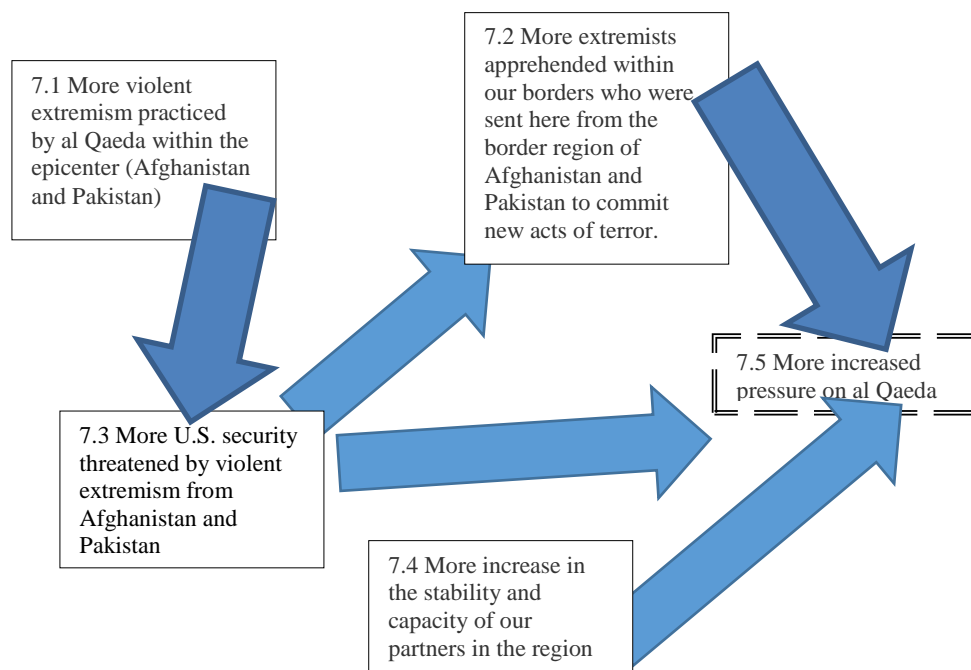 7.1 More violent
extremism practiced
by al Qaeda within the
epicenter (Afghanistan
and Pakistan)
7.2 More extremists
apprehended within
our borders who were
sent here from the
border region of
Afghanistan and
Pakistan to commit
new acts of terror.
7.3 More U.S. security
threatened by violent
extremism from
Afghanistan and
Pakistan
7.4 More increase in
the stability and
capacity of our
partners in the region
7.5 More increased
pressure on al Qaeda